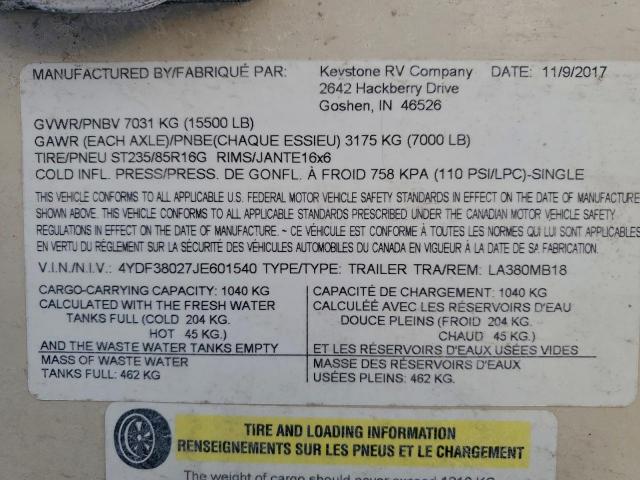 MANUFACTURED BY/FABRIQUÉ PAR: Keystone RV Company DATE: 11/9/2017
2642 Hackberry Drive
Goshen, IN 46526
GVWR/PNBV 7031 KG (15500 LB)
GAWR (EACH AXLE)/PNBE(CHAQUE ESSIEU) 3175 KG (7000 LB)
TIRE/PNEU ST235/85R16G RIMS/JANTE16x6
COLD INFL. PRESS/PRESS. DE GONFL. À FROID 758 KPA (110 PSI/LPC)-SINGLE
THIS VEHICLE CONFORMS TO ALL APPLICABLE U.S. FEDERAL MOTOR VEHICLE SAFETY STANDARDS IN EFFECT ON THE DATE OF MANUFACTURE
SHOWN ABOVE. THIS VEHICLE CONFORMS TO ALL APPLICABLE STANDARDS PRESCRIBED UNDER THE CANADIAN MOTOR VEHICLE SAFETY
REGULATIONS IN EFFECT ON THE DATE OF MANUFACTURE ~ CE VÉHICULE EST CONFORME À TOUTES LES NORMES QUI LUI SONT APPLICABLES
EN VERTU DU RÉGLEMENT SUR LA SÉCURITÉ DES VÉHICULES AUTOMOBILES DU CANADA EN VIGUEUR À LA DATE DE SA FABRICATION.
V.I.N./N.I.V.: 4YDF38027JE601540 TYPE/TYPE: TRAILER TRA/REM: LA380MB18
CARGO-CARRYING CAPACITY: 1040 KG
CALCULATED WITH THE FRESH WATER
TANKS FULL (COLD 204 KG.
HOT 45 KG.)
AND THE WASTE WATER TANKS EMPTY
MASS OF WASTE WATER
TANKS FULL: 462 KG
CAPACITÉ DE CHARGEMENT: 1040 KG
CALCULÉE AVEC LES RÉSERVOIRS D'EAU
DOUCE PLEINS (FROID 204 KG.
CHAUD 45 KG.)
ET LES RÉSERVOIRS D'EAUX USÉES VIDES
MASSE DES RÉSERVOIRS D'EAUX
USÉES PLEINS: 462 KG.
TIRE AND LOADING INFORMATION
RENSEIGNEMENTS SUR LES PNEUS ET LE CHARGEMENT
The weight of cargo should never exceed